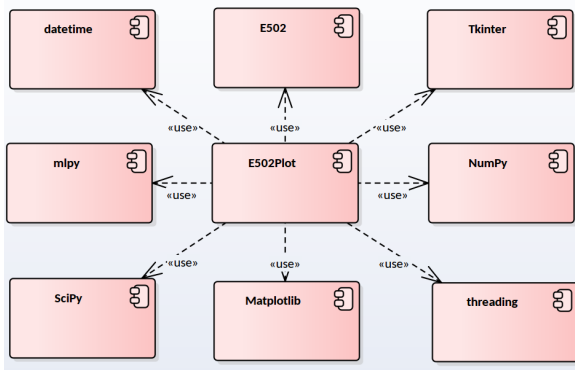 datetime
E502
Tkinter
«use»
«use»
«use»
mlpy
E502Plot
NumPy
«use»
«use»
«use»
«use»
«use»
SciPy
Matplotlib
threading